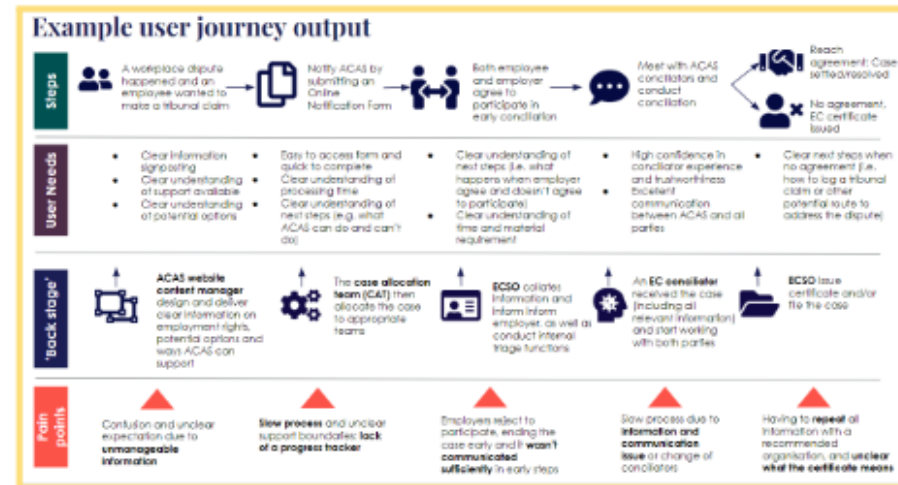 Example user journey output
Steps
A workplace dispute
happened and an
employee wanted to
make a tribunal claim
Notify ACAS by
submitting an
Online
Notification Form
Both employee
and employer
agree to
participate in
early conciliation
Meet with ACAS
conciliators and
conduct
conciliation
Reach
agreement: Case
settled/resolved
No agreement,
EC certificate
issued
User Needs
• Clear information
signposting
• Clear understanding
of support available
• Clear understanding
of potential options
• Easy to access form and
quick to complete
• Clear understanding of
processing time
• Clear understanding of
next steps (e.g. what
ACAS can do and can't
do)
• Clear understanding of
next steps (i.e. what
happens when employer
agree and doesn't agree
to participate)
• Clear understanding of
time and material
requirement
• High confidence in
conciliator experience
and trustworthiness
• Excellent
communication
between ACAS and all
parties
• Clear next steps when
no agreement (i.e.
how to log a tribunal
claim or other
potential route to
address the dispute)
'Back stage'
ACAS website
content manager
design and deliver
clear information on
employment rights,
potential options and
ways ACAS can
support
The case allocation
team (CAT) then
allocate the case
to appropriate
teams
ECSO collates
information and
inform inform
employer, as well as
conduct internal
triage functions
An EC conciliator
received the case
(including all
relevant information)
and start working
with both parties
ECSO issue
certificate and/or
file the case
Pain
points
Confusion and unclear
expectation due to
unmanageable
information
Slow process and unclear
support boundaries; lack
of a progress tracker
Employers reject to
participate, ending the
case early and it wasn't
communicated
sufficiently in early steps
Slow process due to
information and
communication
issue or change of
conciliators
Having to repeat all
information with a
recommended
organisation, and unclear
what the certificate means